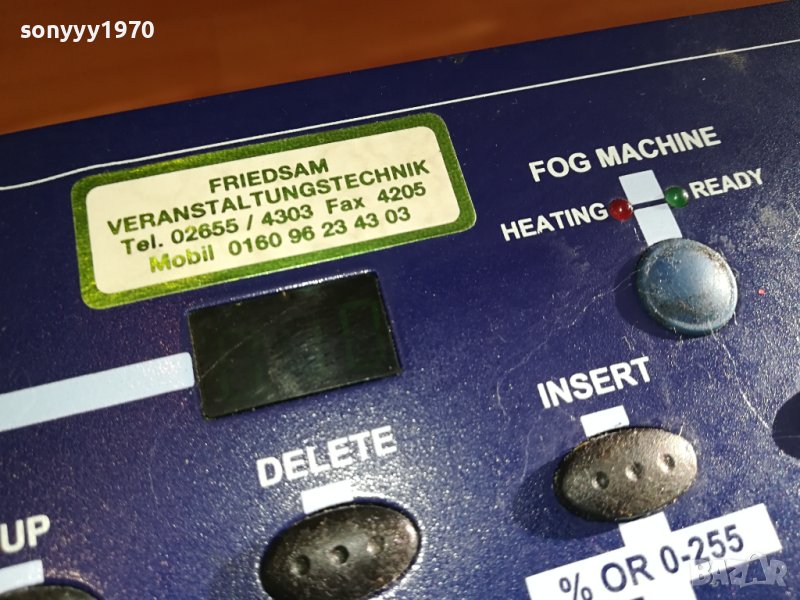 sonyyy1970
FRIEDSAM
VERANSTALTUNGSTECHNIK
Tel. 02655 / 4303 Fax 4205
Mobil 0160 96 23 43 03
FOG MACHINE
HEATING READY
INSERT
DELETE
UP
% OR 0-255
BAZAR